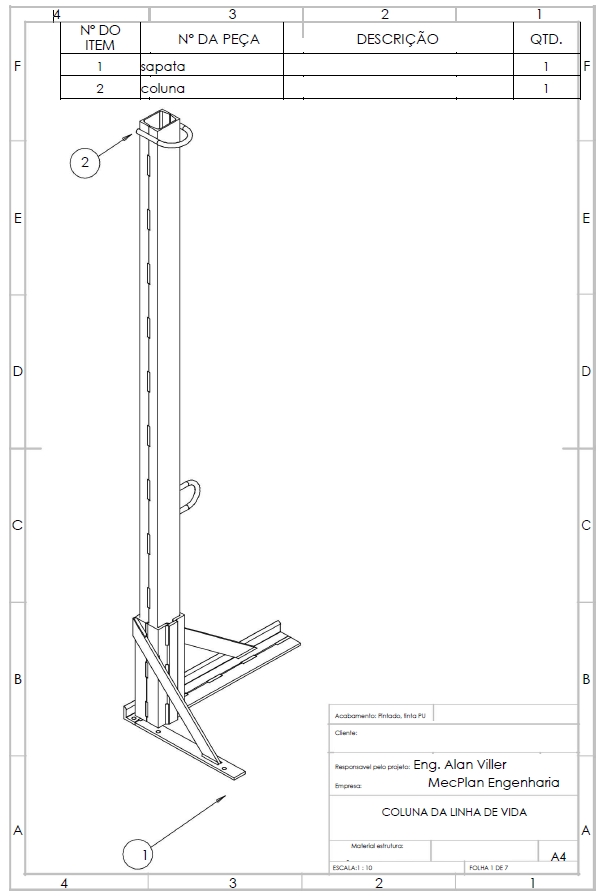 4 3 2 1
Nº DO ITEM Nº DA PEÇA DESCRIÇÃO QTD.
F 1 sapata 1 F
2 coluna 1
2
E E
D D
C C
B B
Acabamento: Pintado, tinta PU
Cliente:
Responsavel pelo projeto: Eng. Alan Viller
Empresa: MecPlan Engenharia
COLUNA DA LINHA DE VIDA
A A
Material estrutura:
1 A4
ESCALA:1 : 10 FOLHA 1 DE 7
4 3 2 1